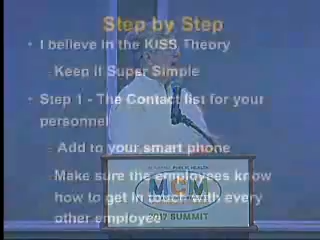 Step by Step
• I believe in the KISS Theory
- Keep It Super Simple
• Step 1 - The Contact list for your
personnel
- Add to your smart phone
PUBLIC HEALTH
- Make sure the employees know
MCM
how to get in touch with every
other employee
SUMMIT